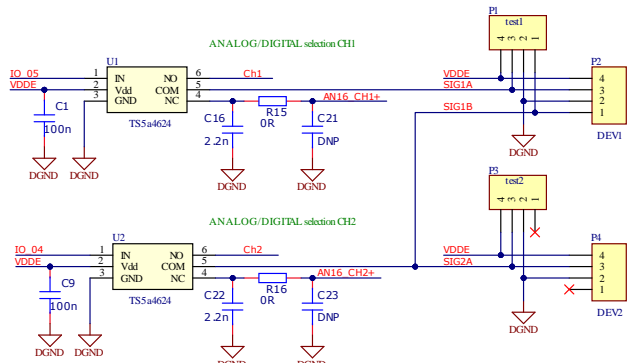 P1
test1
4 3 2 1
ANALOG/DIGITAL selection CH1
U1
P2
IO_05 1 IN NO 6 Ch1 VDDE 4
VDDE 2 Vdd COM 5 SIG1A 3
3 GND NC 4 AN16_CH1+ 2
SIG1B 1
C1
100n
TS5a4624
C16
2.2n
R15
0R
C21
DNP
DEV1
DGND
DGND
DGND
DGND
DGND
P3
test2
4 3 2 1
ANALOG/DIGITAL selection CH2
U2
P4
IO_04 1 IN NO 6 Ch2 VDDE 4
VDDE 2 Vdd COM 5 SIG2A 3
3 GND NC 4 AN16_CH2+ 2
1
C9
100n
TS5a4624
C22
2.2n
R16
0R
C23
DNP
DEV2
DGND
DGND
DGND
DGND
DGND